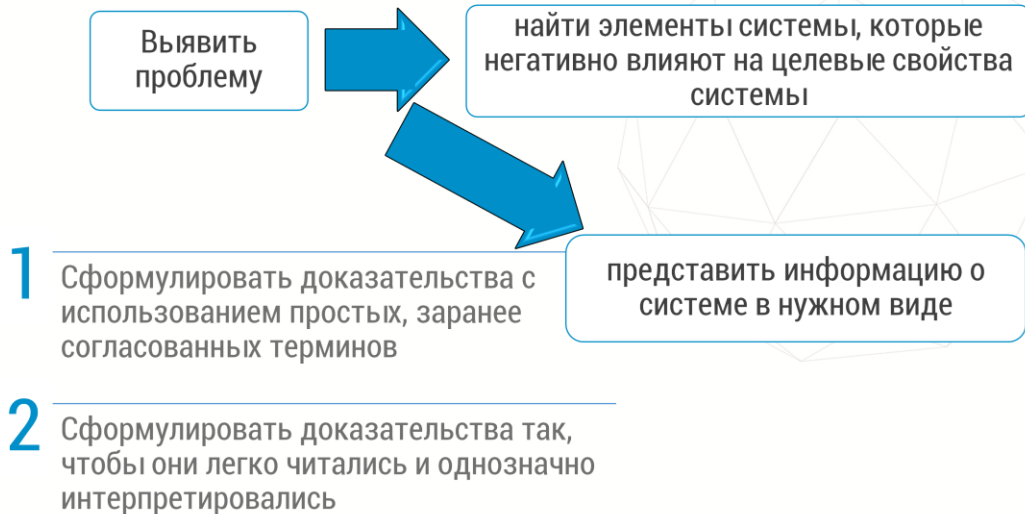 Выявить
проблему
найти элементы системы, которые
негативно влияют на целевые свойства
системы
представить информацию о
системе в нужном виде
1
Сформулировать доказательства с
использованием простых, заранее
согласованных терминов
2
Сформулировать доказательства так,
чтобы они легко читались и однозначно
интерпретировались